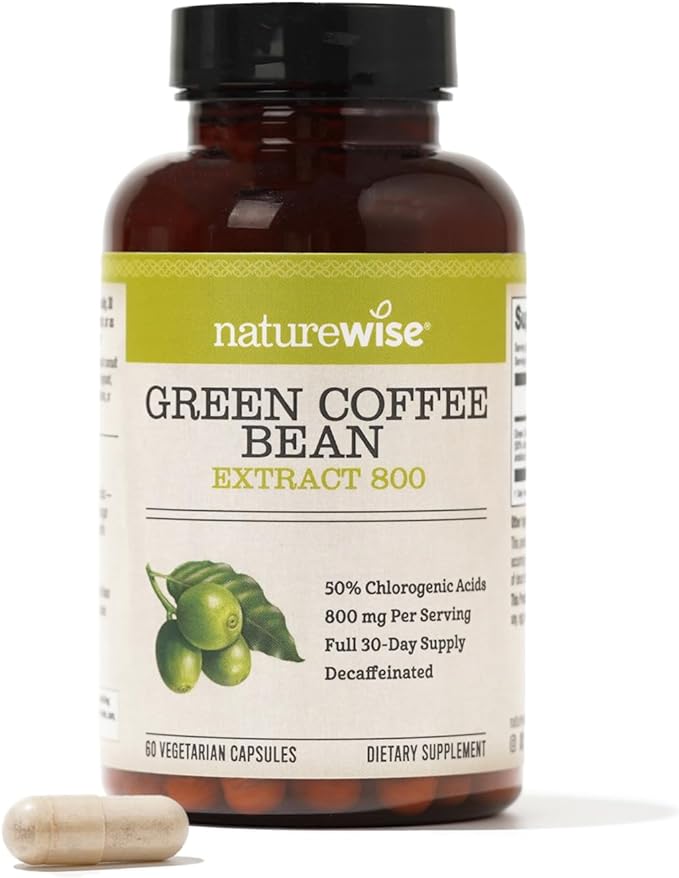 naturewise®
GREEN COFFEE
BEAN
EXTRACT 800
50% Chlorogenic Acids
800 mg Per Serving
Full 30-Day Supply
Decaffeinated
60 VEGETARIAN CAPSULES
DIETARY SUPPLEMENT